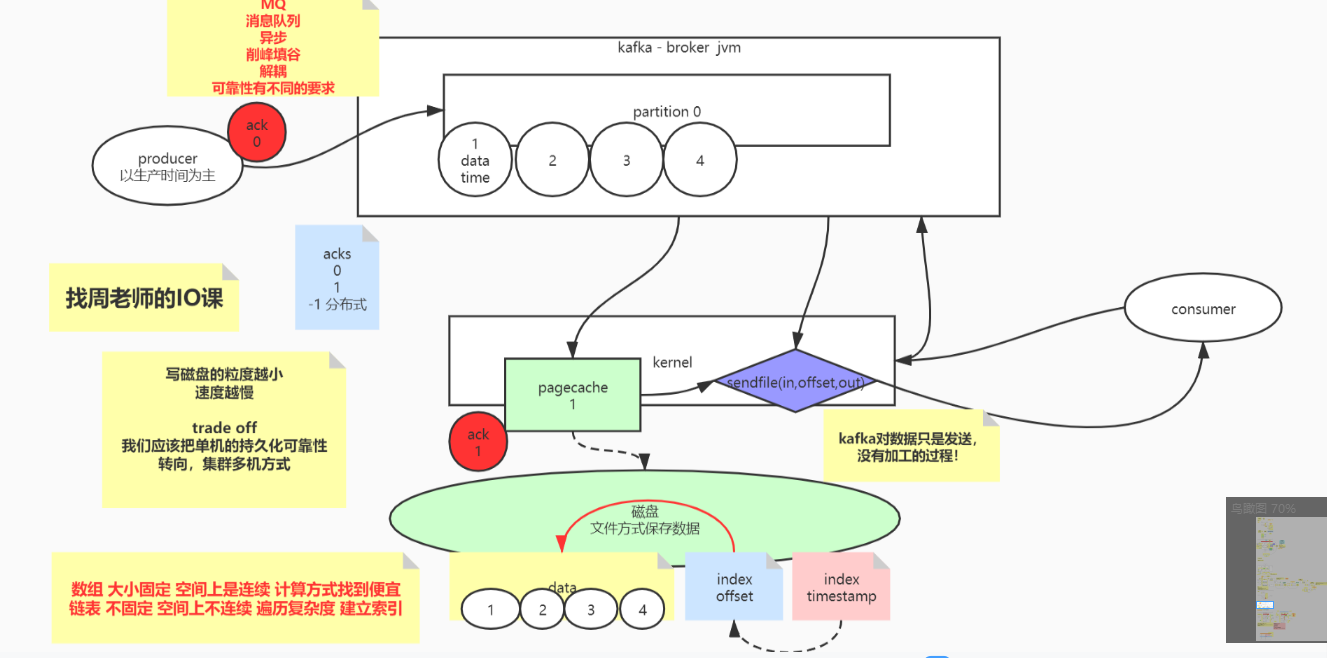 MQ
消息队列
异步
削峰填谷
解耦
可靠性有不同的要求
kafka - broker jvm
partition 0
ack
0
producer
以生产时间为主
1
data
time
2
3
4
acks
0
1
-1 分布式
找周老师的IO课
consumer
kernel
pagecache
1
sendfile(in,offset,out)
写磁盘的粒度越小
速度越慢
trade off
我们应该把单机的持久化可靠性
转向，集群多机方式
ack
1
kafka对数据只是发送，
没有加工的过程！
磁盘
文件方式保存数据
鸟瞰图 70%
数组 大小固定 空间上是连续 计算方式找到便宜
链表 不固定 空间上不连续 遍历复杂度 建立索引
data
1
2
3
4
index
offset
index
timestamp